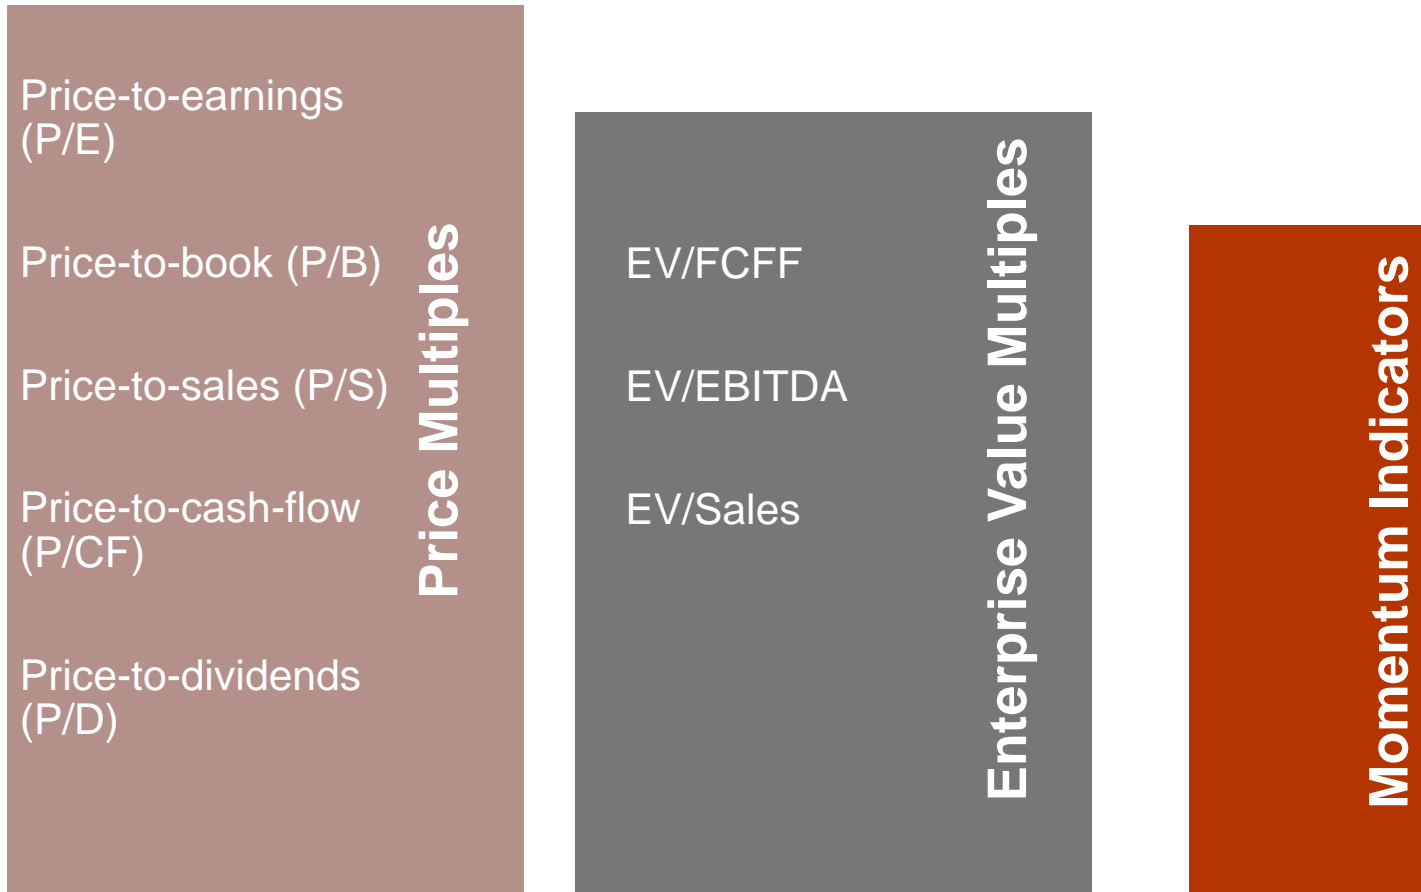 Price-to-earnings
(P/E)
Price-to-book (P/B)
Price-to-sales (P/S)
Price-to-cash-flow
(P/CF)
Price-to-dividends
(P/D)
Price Multiples
EV/FCFF
EV/EBITDA
EV/Sales
Enterprise Value Multiples
Momentum Indicators